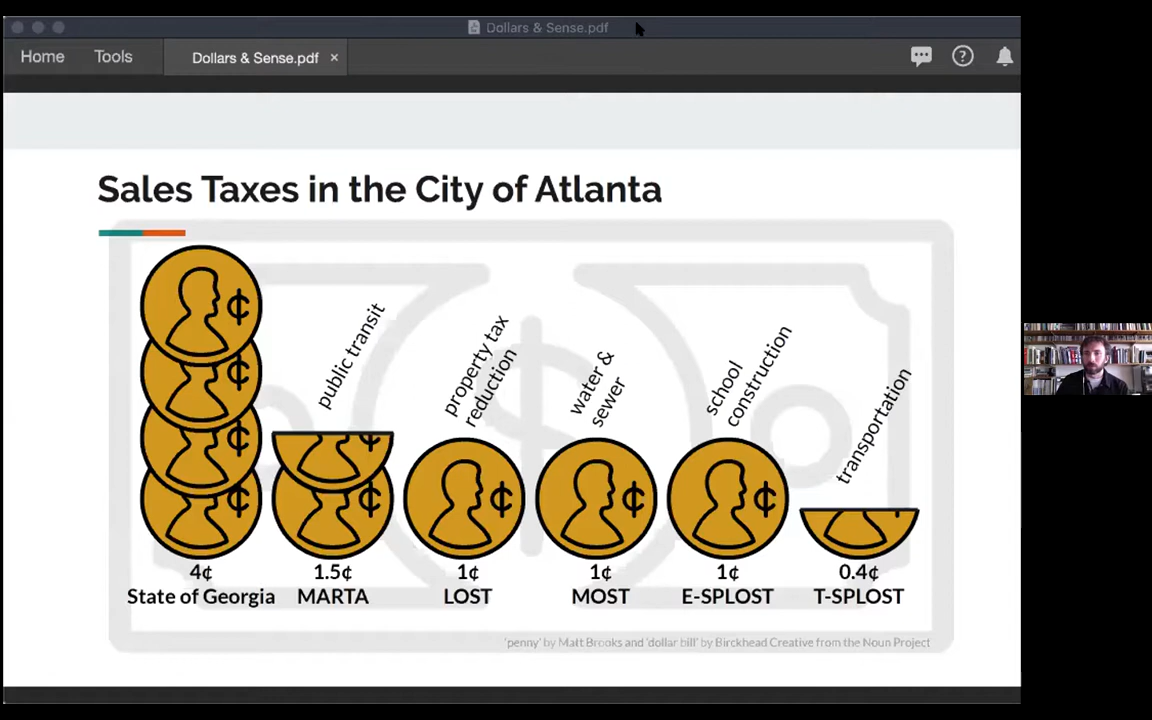 Dollars & Sense.pdf
Home
Tools
Dollars & Sense.pdf ×
Sales Taxes in the City of Atlanta
public transit
property tax
reduction
water &
sewer
school
construction
transportation
¢
¢
¢
¢
¢
¢
¢
¢
4¢
State of Georgia
1.5¢
MARTA
1¢
LOST
1¢
MOST
1¢
E-SPLOST
0.4¢
T-SPLOST
'penny' by Matt Brooks and 'dollar bill' by Birckhead Creative from the Noun Project